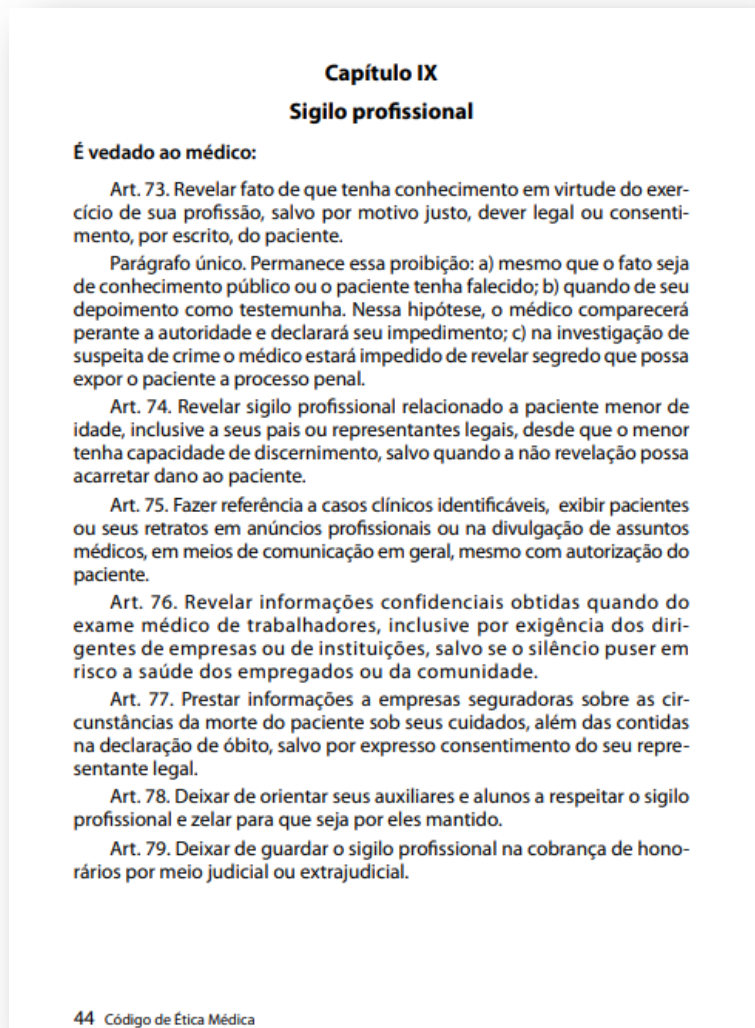 Capítulo IX
Sigilo profissional
É vedado ao médico:
Art. 73. Revelar fato de que tenha conhecimento em virtude do exer-
cício de sua profissão, salvo por motivo justo, dever legal ou consenti-
mento, por escrito, do paciente.
Parágrafo único. Permanece essa proibição: a) mesmo que o fato seja
de conhecimento público ou o paciente tenha falecido; b) quando de seu
depoimento como testemunha. Nessa hipótese, o médico comparecerá
perante a autoridade e declarará seu impedimento; c) na investigação de
suspeita de crime o médico estará impedido de revelar segredo que possa
expor o paciente a processo penal.
Art. 74. Revelar sigilo profissional relacionado a paciente menor de
idade, inclusive a seus pais ou representantes legais, desde que o menor
tenha capacidade de discernimento, salvo quando a não revelação possa
acarretar dano ao paciente.
Art. 75. Fazer referência a casos clínicos identificáveis, exibir pacientes
ou seus retratos em anúncios profissionais ou na divulgação de assuntos
médicos, em meios de comunicação em geral, mesmo com autorização do
paciente.
Art. 76. Revelar informações confidenciais obtidas quando do
exame médico de trabalhadores, inclusive por exigência dos diri-
gentes de empresas ou de instituições, salvo se o silêncio puser em
risco a saúde dos empregados ou da comunidade.
Art. 77. Prestar informações a empresas seguradoras sobre as cir-
cunstâncias da morte do paciente sob seus cuidados, além das contidas
na declaração de óbito, salvo por expresso consentimento do seu repre-
sentante legal.
Art. 78. Deixar de orientar seus auxiliares e alunos a respeitar o sigilo
profissional e zelar para que seja por eles mantido.
Art. 79. Deixar de guardar o sigilo profissional na cobrança de hono-
rários por meio judicial ou extrajudicial.
44 Código de Ética Médica